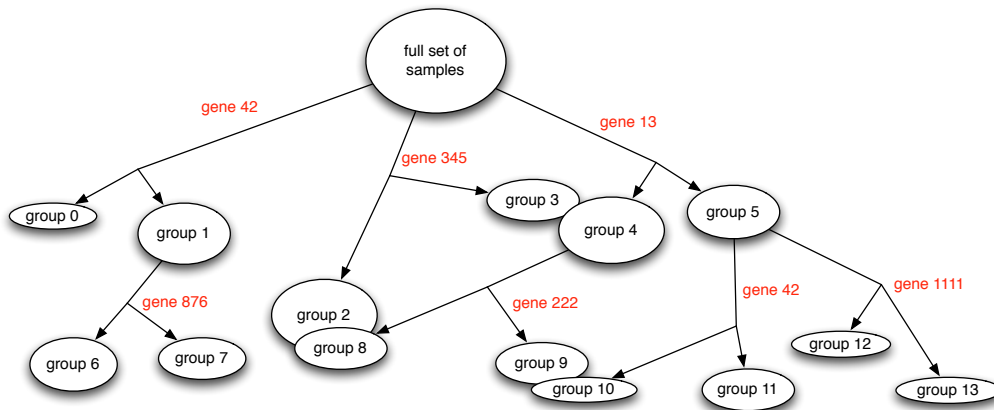 full set of
samples
gene 42
gene 13
gene 345
group 3
group 0
group 5
group 1
group 4
gene 876
gene 222
gene 42
gene 1111
group 2
group 12
group 8
group 6
group 7
group 9
group 10
group 11
group 13